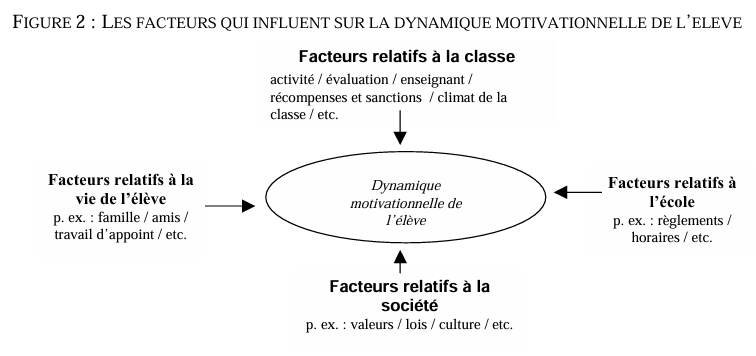 FIGURE 2 : LES FACTEURS QUI INFLUENT SUR LA DYNAMIQUE MOTIVATIONNELLE DE L'ELEVE
Facteurs relatifs à la classe
activité / évaluation / enseignant /
récompenses et sanctions / climat de la
classe / etc.
Facteurs relatifs à la
vie de l'élève
p. ex. : famille / amis /
travail d'appoint / etc.
Dynamique
motivationnelle de
l'élève
Facteurs relatifs à
l'école
p. ex. : règlements /
horaires / etc.
Facteurs relatifs à la
société
p. ex. : valeurs / lois / culture / etc.